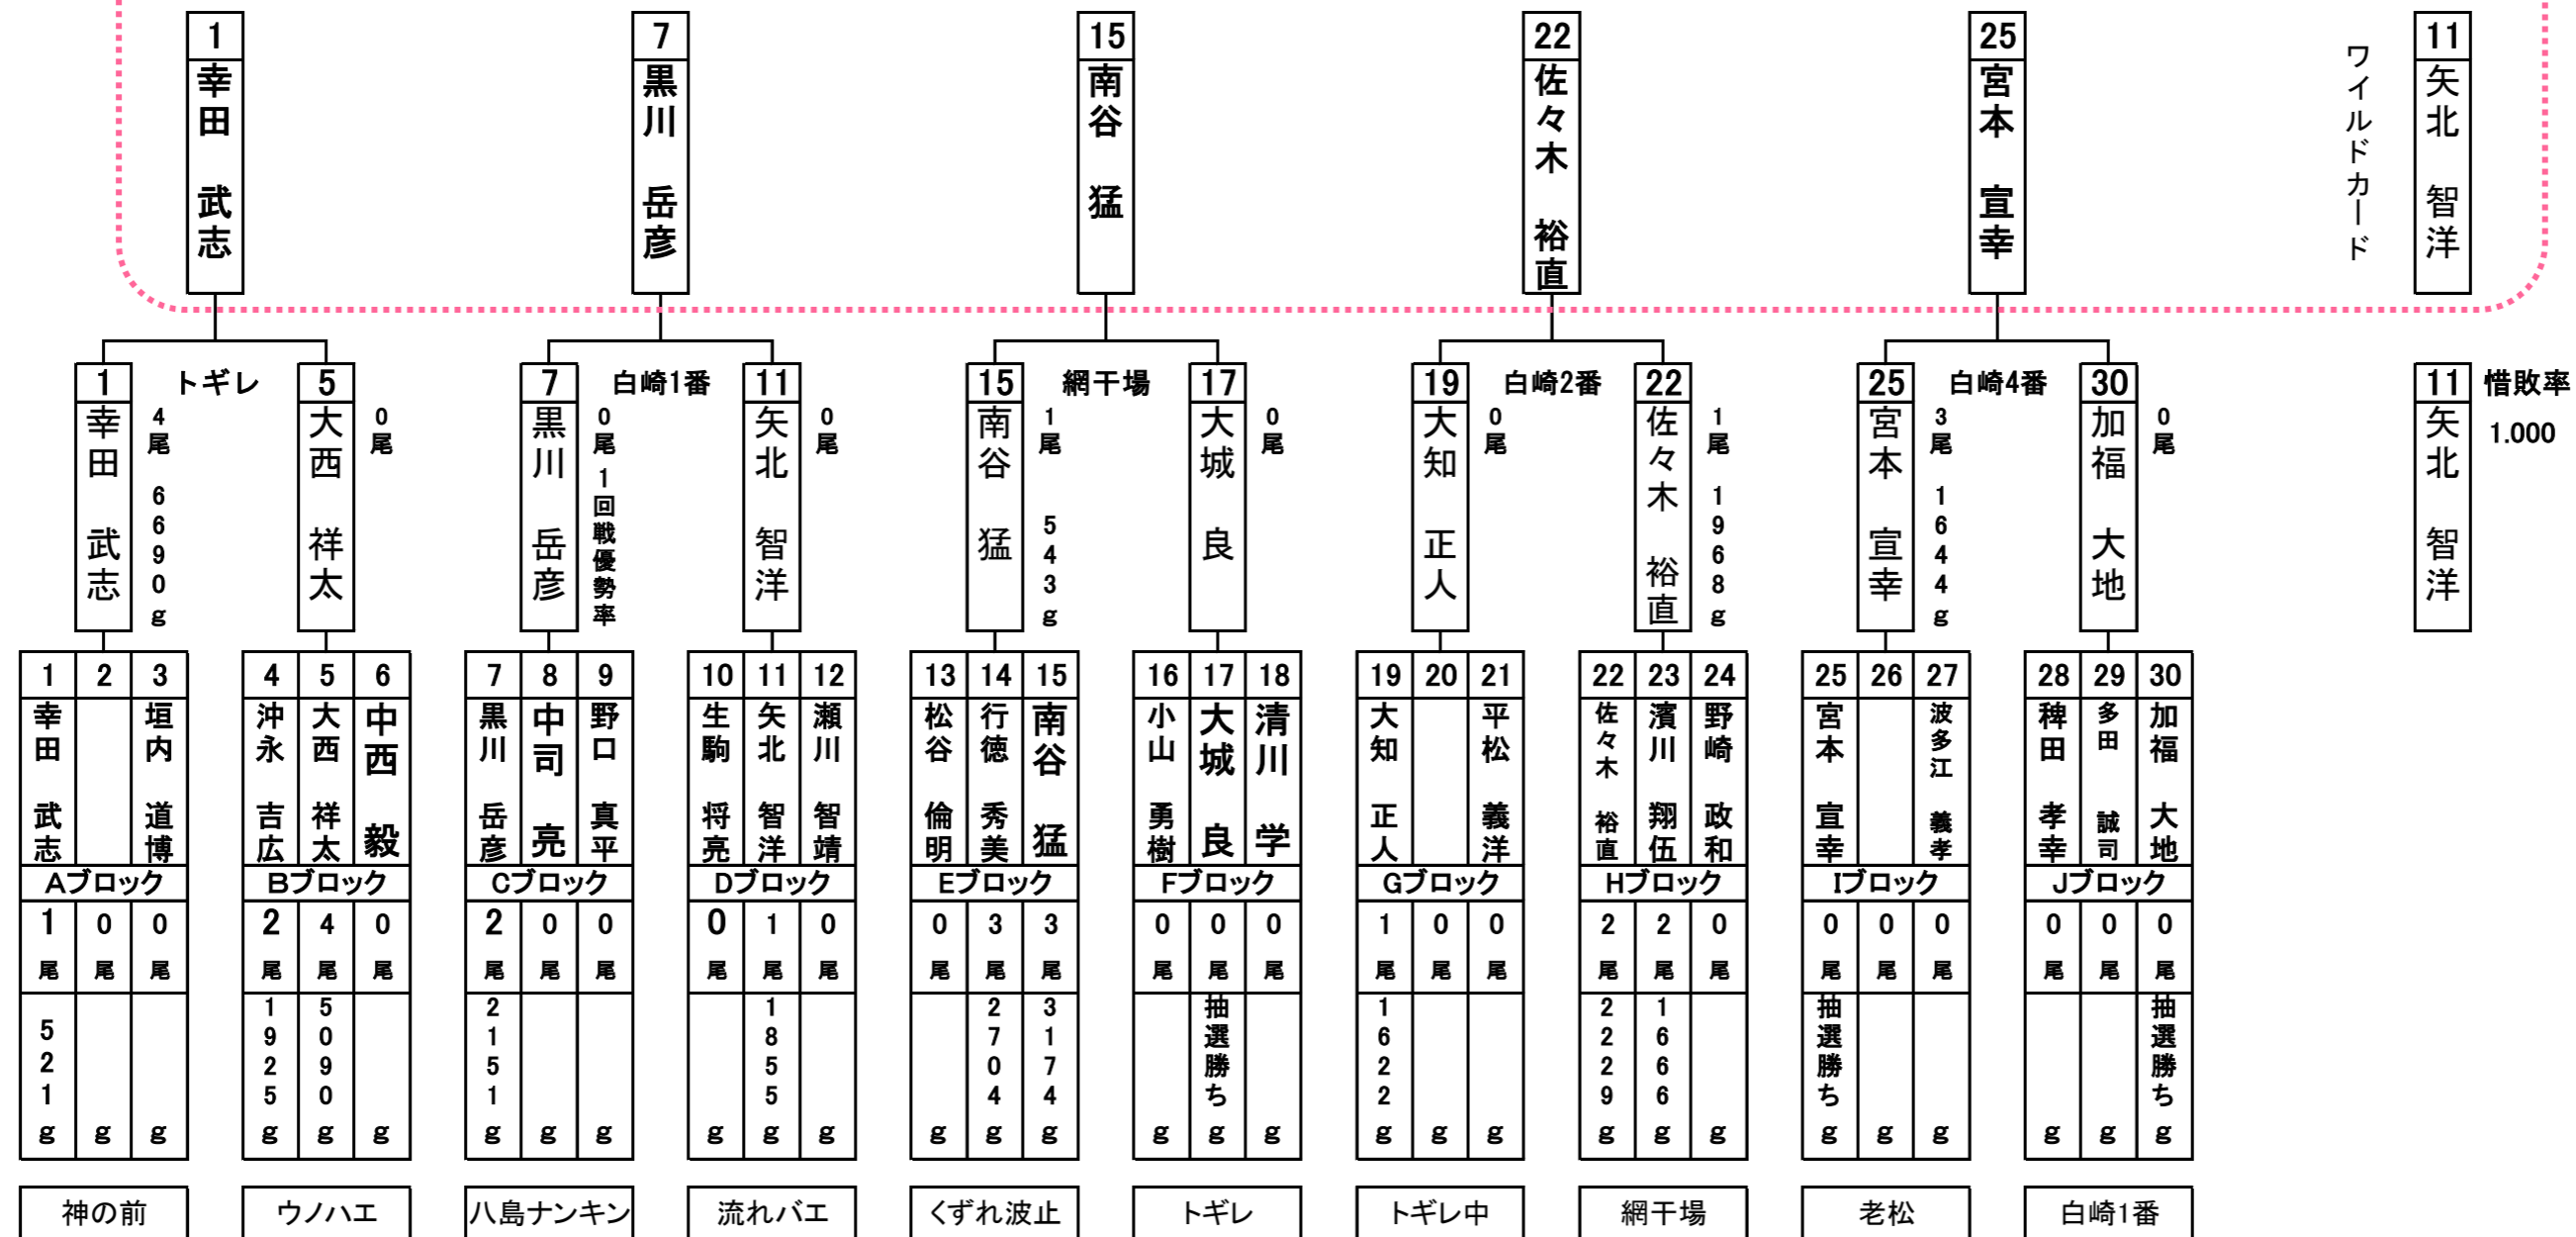 1 7 15 22 25 ワイルドカード 11
幸田 武志 黒川 岳彦 南谷 猛 佐々木 裕直 宮本 宣幸 矢北 智洋
1 トギレ 5 7 白崎1番 11 15 網干場 17 19 白崎2番 22 25 白崎4番 30 11 惜敗率
幸田 武志 4尾 6690g 大西 祥太 0尾 黒川 岳彦 0尾 1回戦優勢率 矢北 智洋 0尾 南谷 猛 1尾 543g 大城 良 0尾 大知 正人 0尾 佐々木 裕直 1尾 1968g 宮本 宣幸 3尾 1644g 加福 大地 0尾 矢北 智洋 1.000
1 2 3 4 5 6 7 8 9 10 11 12 13 14 15 16 17 18 19 20 21 22 23 24 25 26 27 28 29 30
幸田 武志 垣内 道博 沖永 吉広 大西 祥太 中西 毅 黒川 岳彦 中司 亮 野口 真平 生駒 将亮 矢北 智洋 瀬川 智靖 松谷 倫明 行徳 秀美 南谷 猛 小山 勇樹 大城 良 清川 学 大知 正人 平松 義洋 佐々木 裕直 濱川 翔伍 野崎 政和 宮本 宣幸 波多江 義孝 稗田 孝幸 多田 誠司 加福 大地
Aブロック Bブロック Cブロック Dブロック Eブロック Fブロック Gブロック Hブロック Iブロック Jブロック
1 0 0 2 4 0 2 0 0 0 1 0 0 3 3 0 0 0 1 0 0 2 2 0 0 0 0 0 0 0
尾 尾 尾 尾 尾 尾 尾 尾 尾 尾 尾 尾 尾 尾 尾 尾 尾 尾 尾 尾 尾 尾 尾 尾 尾 尾 尾 尾 尾 尾
521 1925 5090 2151 1855 2704 3174 抽選勝ち 1622 2229 1666 抽選勝ち 抽選勝ち
g g g g g g g g g g g g g g g g g g g g g g g g g g g g g g
神の前 ウノハエ 八島ナンキン 流れバエ くずれ波止 トギレ トギレ中 網干場 老松 白崎1番